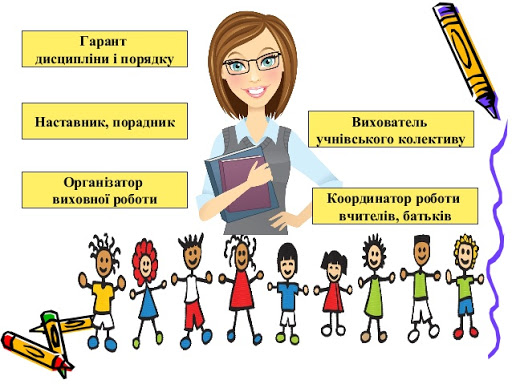 Гарант
дисципліни і порядку
Наставник, порадник
Організатор
виховної роботи
Вихователь
учнівського колективу
Координатор роботи
вчителів, батьків